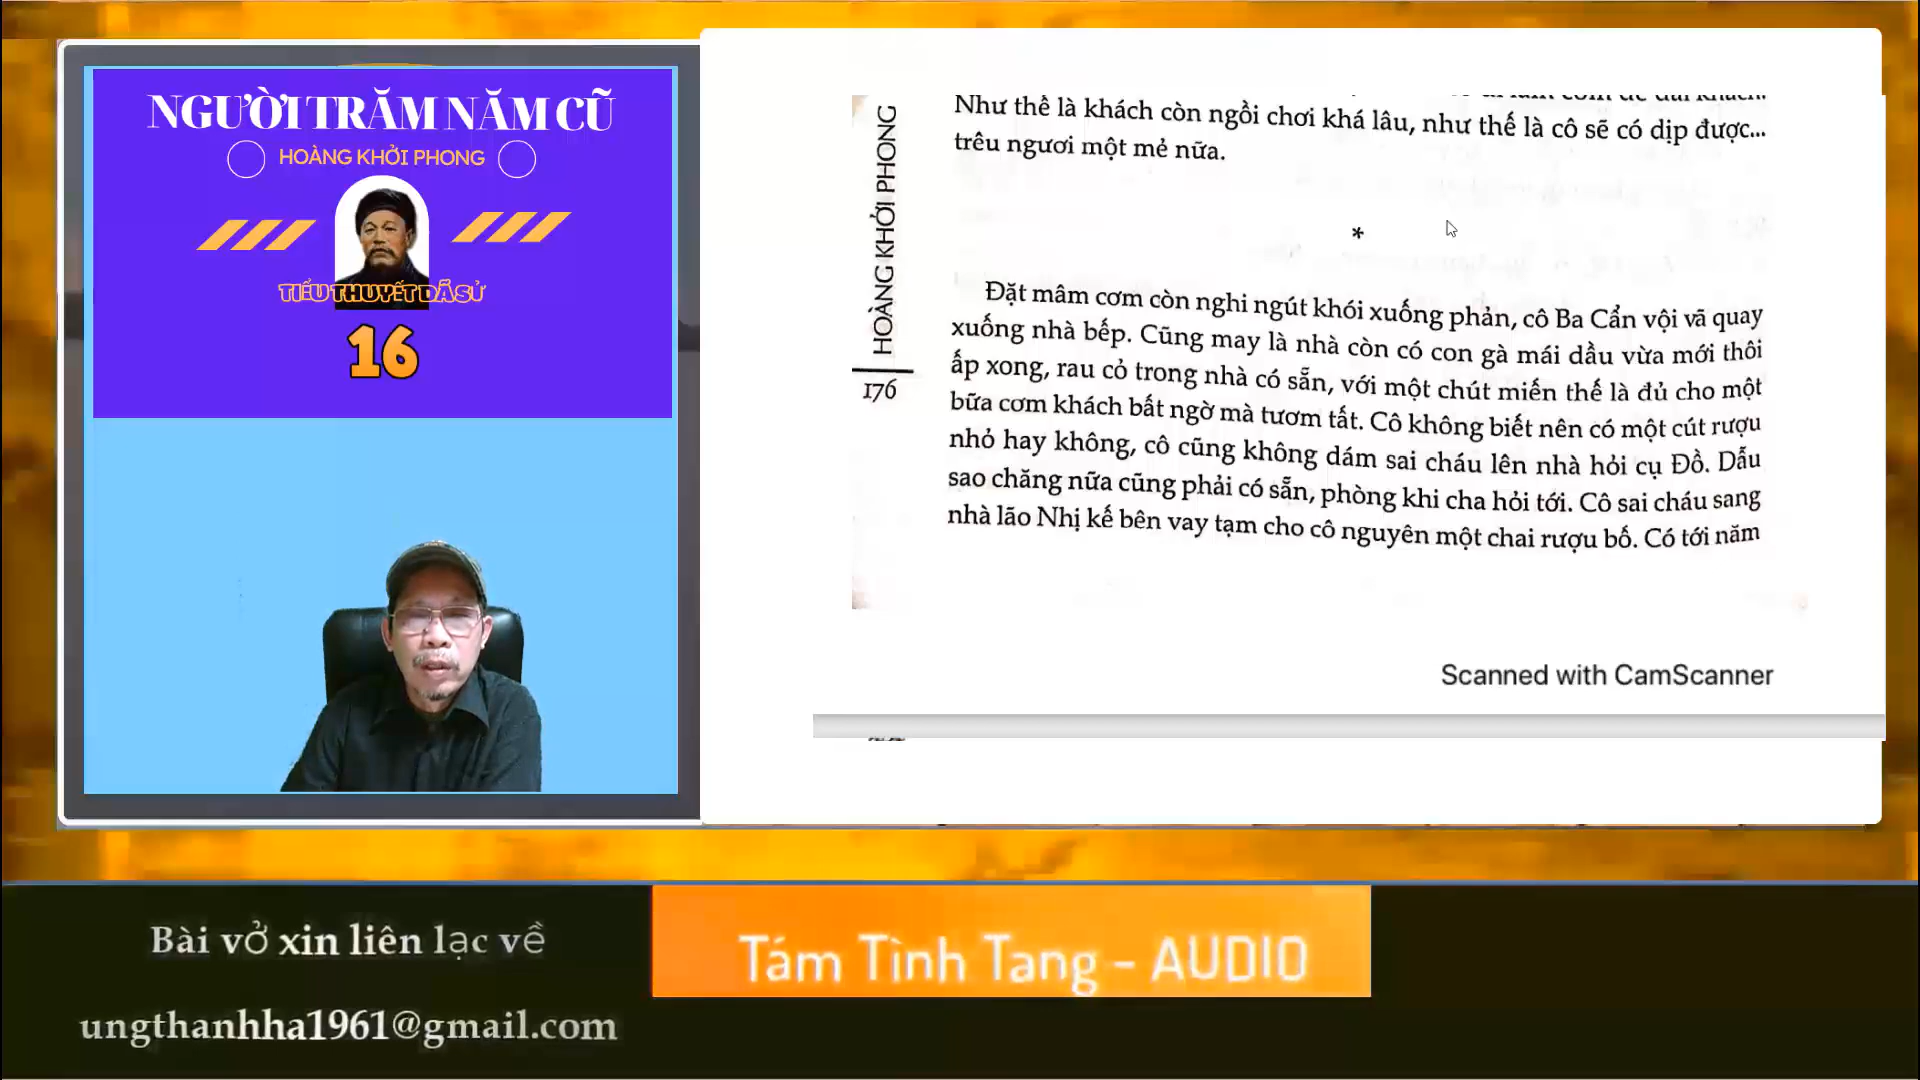 NGƯỜI TRĂM NĂM CŨ
HOÀNG KHỞI PHONG
TIỂU THUYẾT DÃ SỬ
16
HOÀNG KHỞI PHONG
176
Như thế là khách còn ngồi chơi khá lâu, như thế là cô sẽ có dịp được...
trêu ngươi một mẻ nữa.
*
Đặt mâm cơm còn nghi ngút khói xuống phản, cô Ba Cẩn vội vã quay
xuống nhà bếp. Cũng may là nhà còn có con gà mái dầu vừa mới thôi
ấp xong, rau cỏ trong nhà có sẵn, với một chút miến thế là đủ cho một
bữa cơm khách bất ngờ mà tươm tất. Cô không biết nên có một cút rượu
nhỏ hay không, cô cũng không dám sai cháu lên nhà hỏi cụ Đồ. Dẫu
sao chăng nữa cũng phải có sẵn, phòng khi cha hỏi tới. Cô sai cháu sang
nhà lão Nhị kế bên vay tạm cho cô nguyên một chai rượu bố. Có tới năm
Scanned with CamScanner
Bài vở xin liên lạc về
ungthanhha1961@gmail.com
Tám Tình Tang - AUDIO